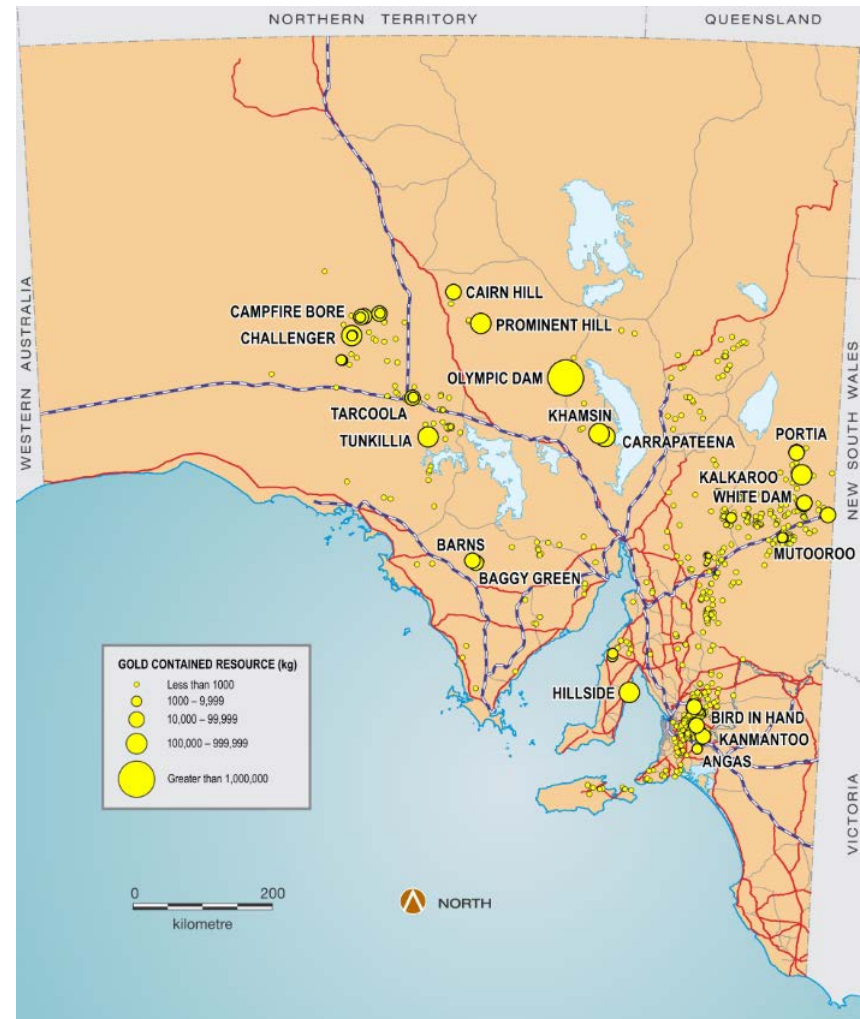 NORTHERN TERRITORY
QUEENSLAND
WESTERN AUSTRALIA
NEW SOUTH WALES
VICTORIA
CAIRN HILL
CAMPFIRE BORE
PROMINENT HILL
CHALLENGER
OLYMPIC DAM
TARCOOLA
KHAMSIN
TUNKILLIA
CARRAPATEENA
PORTIA
KALKAROO
WHITE DAM
MUTOOROO
BARNS
BAGGY GREEN
HILLSIDE
BIRD IN HAND
KANMANTOO
ANGAS
GOLD CONTAINED RESOURCE (kg)
Less than 1000
1000 – 9,999
10,000 – 99,999
100,000 – 999,999
Greater than 1,000,000
0 200
kilometre
NORTH